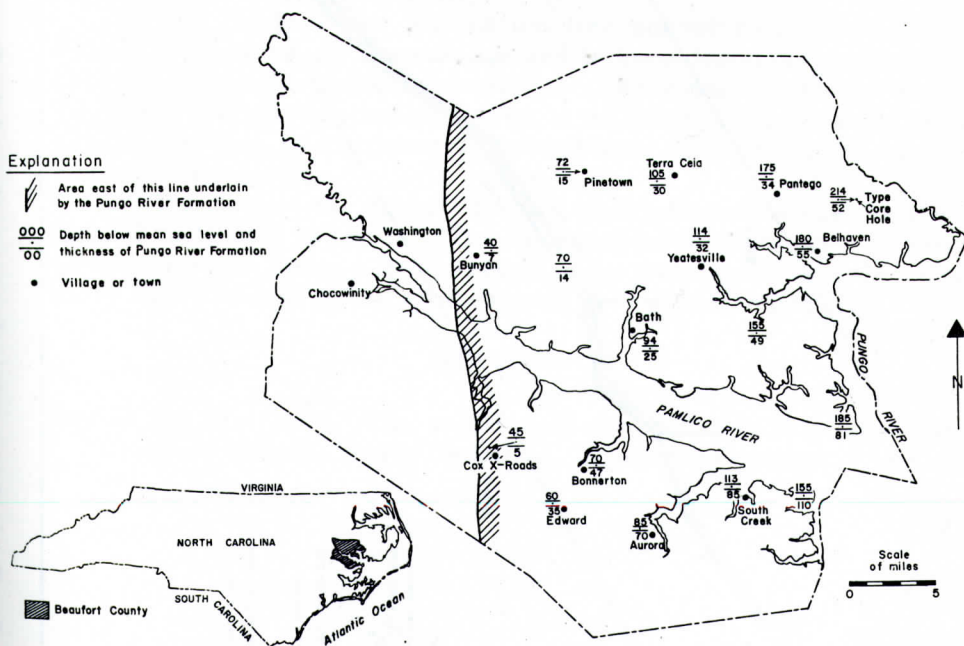 Explanation
Area east of this line underlain
by the Pungo River Formation
000
00
Depth below mean sea level and
thickness of Pungo River Formation
Village or town
Washington
Chocowinity
40
7
Bunyan
72
15
Pinetown
Terra Ceia
105
30
175
34
Pantego
214
52
Type
Core
Hole
70
14
114
32
Yeatesville
180
55
Belhaven
Bath
94
25
155
49
PUNGO
RIVER
N
PAMLICO RIVER
185
81
45
5
Cox X-Roads
70
47
Bonnerton
60
35
Edward
85
70
Aurora
113
85
South
Creek
155
110
Scale
of miles
0
5
VIRGINIA
NORTH CAROLINA
SOUTH CAROLINA
Atlantic Ocean
Beaufort County